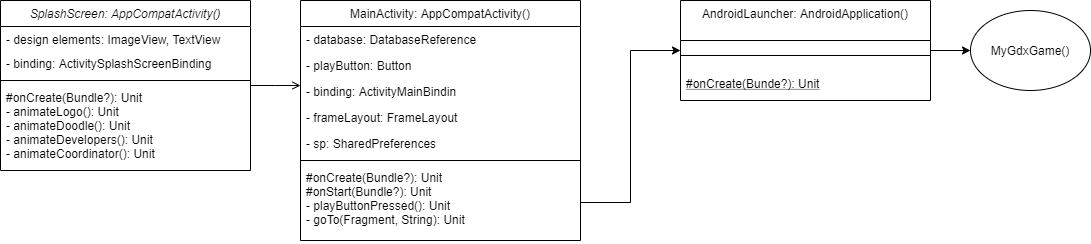 SplashScreen: AppCompatActivity()
- design elements: ImageView, TextView
- binding: ActivitySplashScreenBinding
#onCreate(Bundle?): Unit
- animateLogo(): Unit
- animateDoodle(): Unit
- animateDevelopers(): Unit
- animateCoordinator(): Unit
MainActivity: AppCompatActivity()
- database: DatabaseReference
- playButton: Button
- binding: ActivityMainBindin
- frameLayout: FrameLayout
- sp: SharedPreferences
#onCreate(Bundle?): Unit
#onStart(Bundle?): Unit
- playButtonPressed(): Unit
- goTo(Fragment, String): Unit
AndroidLauncher: AndroidApplication()
#onCreate(Bunde?): Unit
MyGdxGame()